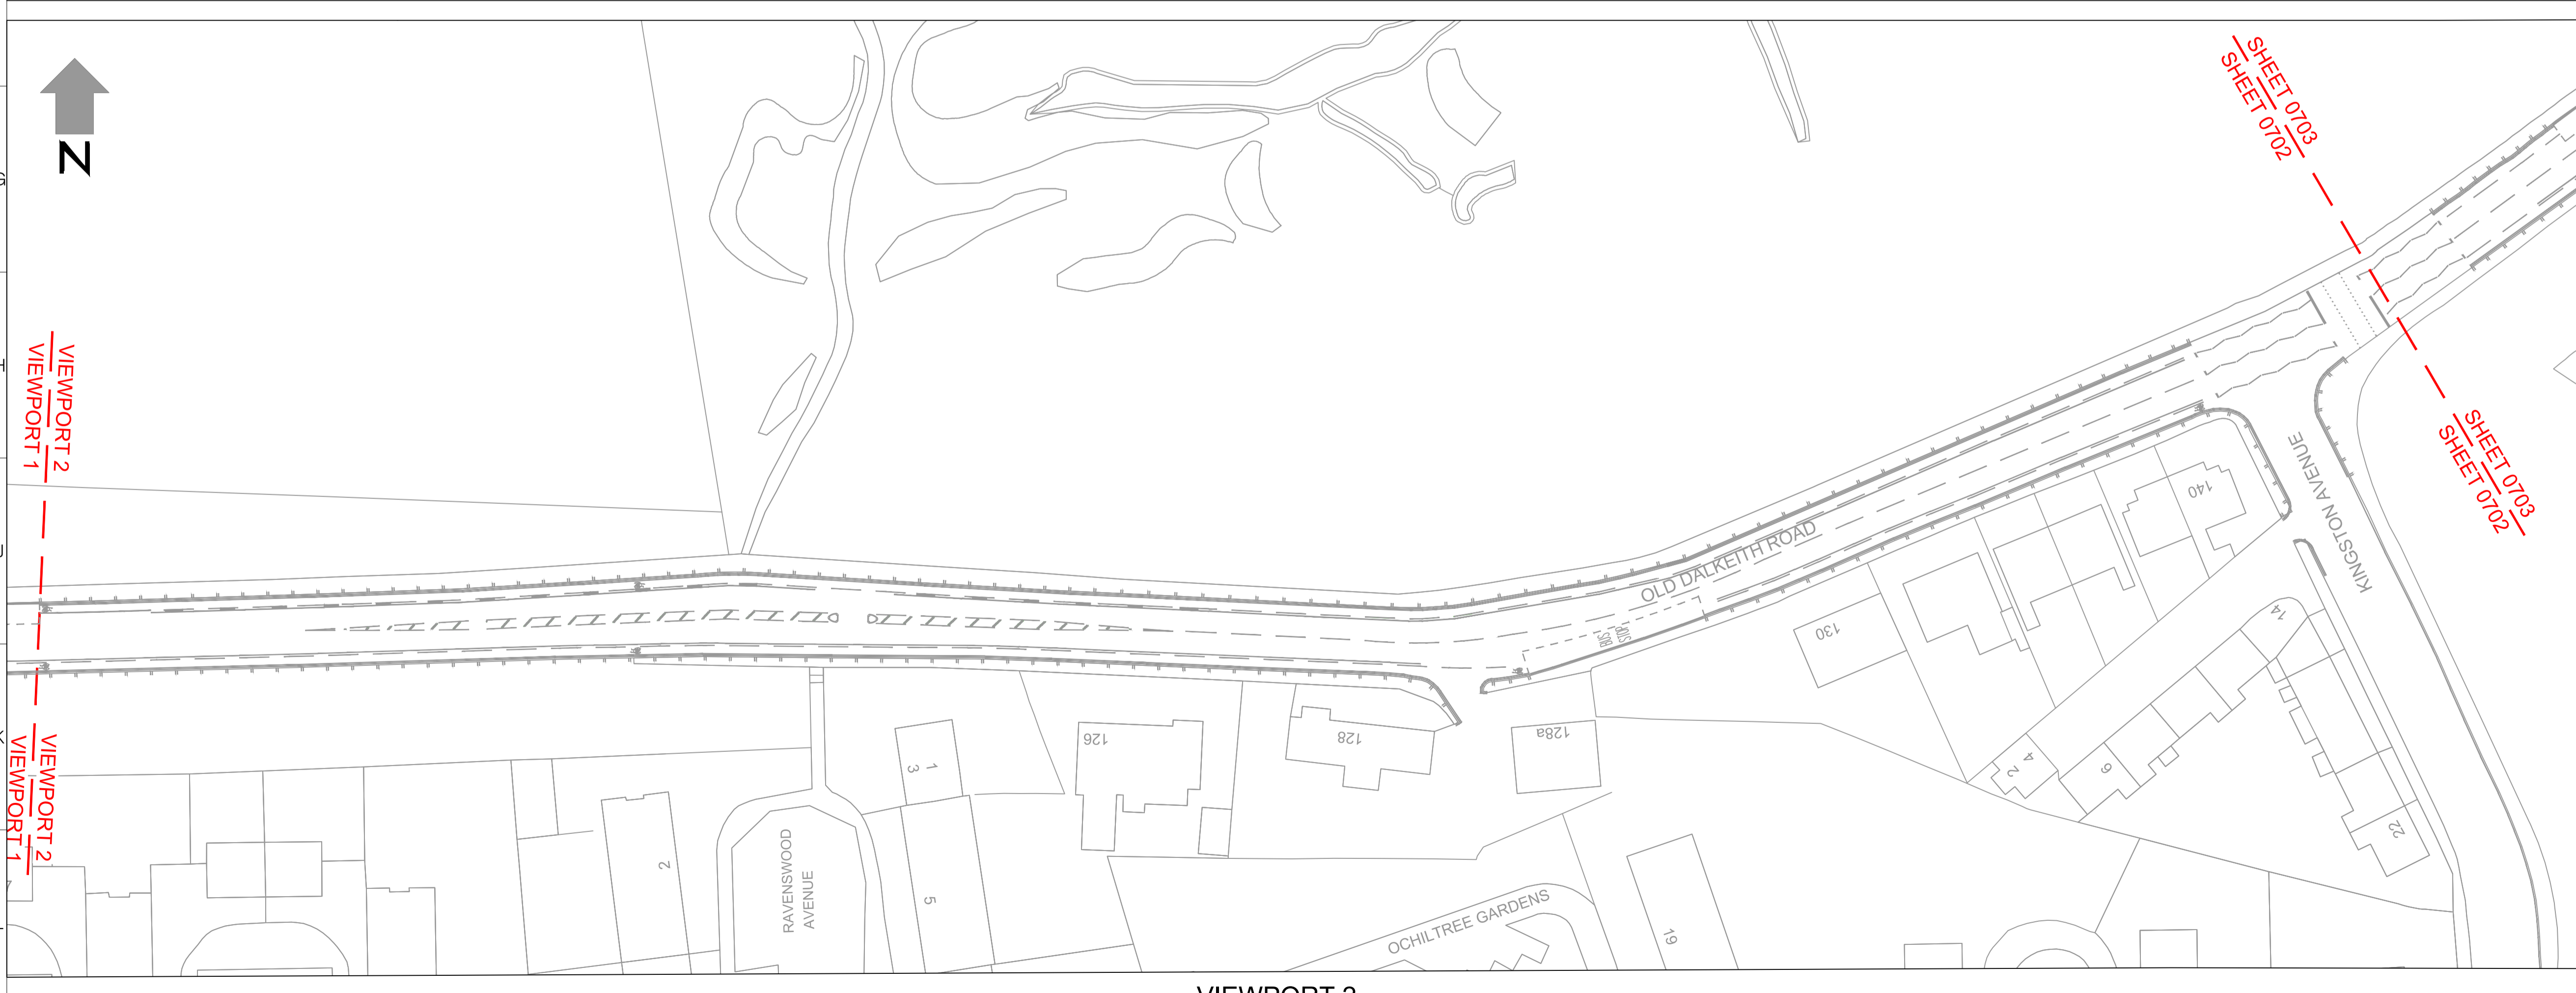 N
SHEET 0703
SHEET 0702
VIEWPORT 2
VIEWPORT 1
SHEET 0703
SHEET 0702
KINGSTON AVENUE
140
OLD DALKEITH ROAD
BUS
STOP
130
14
VIEWPORT 2
VIEWPORT 1
126
128
128a
1
3
4
2
6
22
2
RAVENSWOOD
AVENUE
5
OCHILTREE GARDENS
19
G
H
J
K
VIEWPORT 2